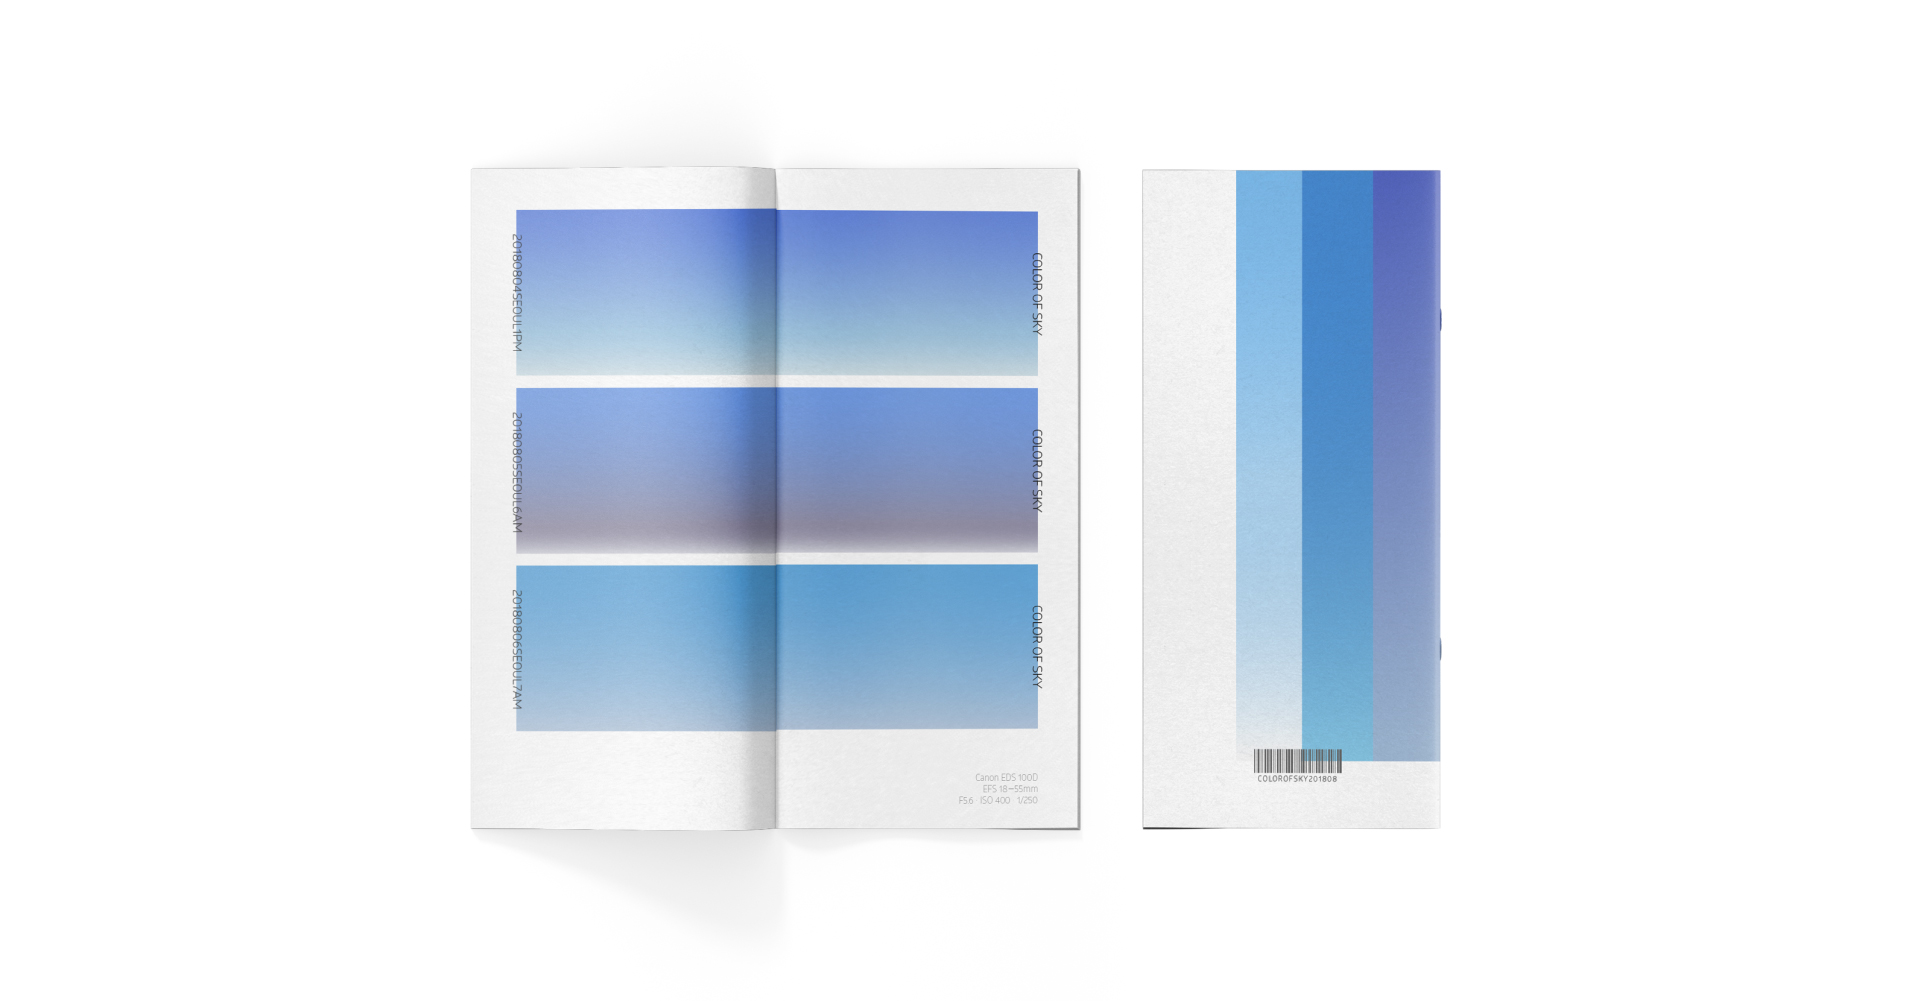 20180804SEOUL1PM
COLOR OF SKY
20180805SEOUL6AM
COLOR OF SKY
20180806SEOUL7AM
COLOR OF SKY
Canon EDS 100D
EFS 18~55mm
F5.6 · ISO 400 · 1/250
COLOROFSKY201808